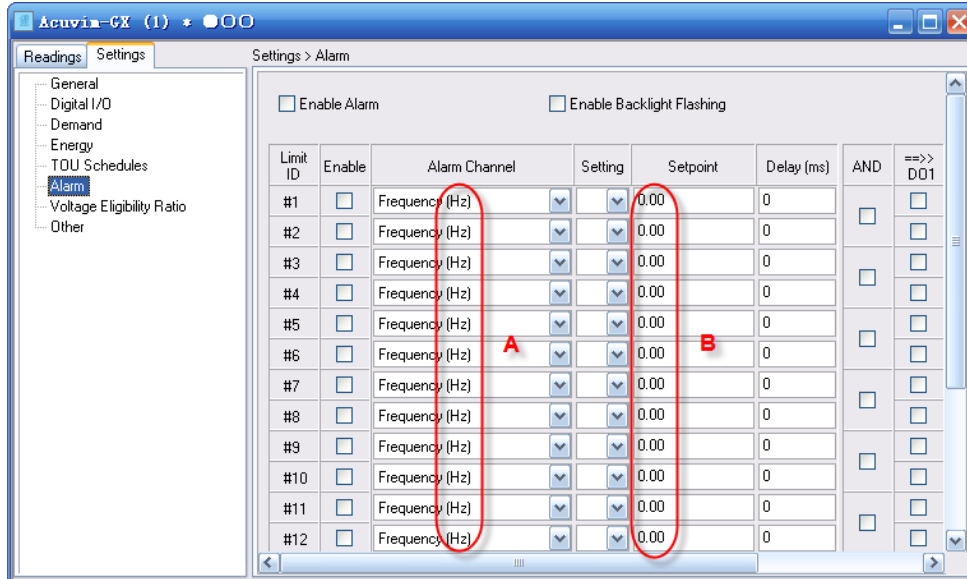 Acuvim-GX (1) *
Readings Settings
Settings > Alarm
General
Digital I/O
Demand
Energy
TOU Schedules
Alarm
Voltage Eligibility Ratio
Other
Enable Alarm Enable Backlight Flashing
Limit ID Enable Alarm Channel Setting Setpoint Delay (ms) AND ==>> DO1
#1 Frequency (Hz) 0.00 0
#2 Frequency (Hz) 0.00 0
#3 Frequency (Hz) 0.00 0
#4 Frequency (Hz) 0.00 0
#5 Frequency (Hz) 0.00 0
#6 Frequency (Hz) A 0.00 B 0
#7 Frequency (Hz) 0.00 0
#8 Frequency (Hz) 0.00 0
#9 Frequency (Hz) 0.00 0
#10 Frequency (Hz) 0.00 0
#11 Frequency (Hz) 0.00 0
#12 Frequency (Hz) 0.00 0